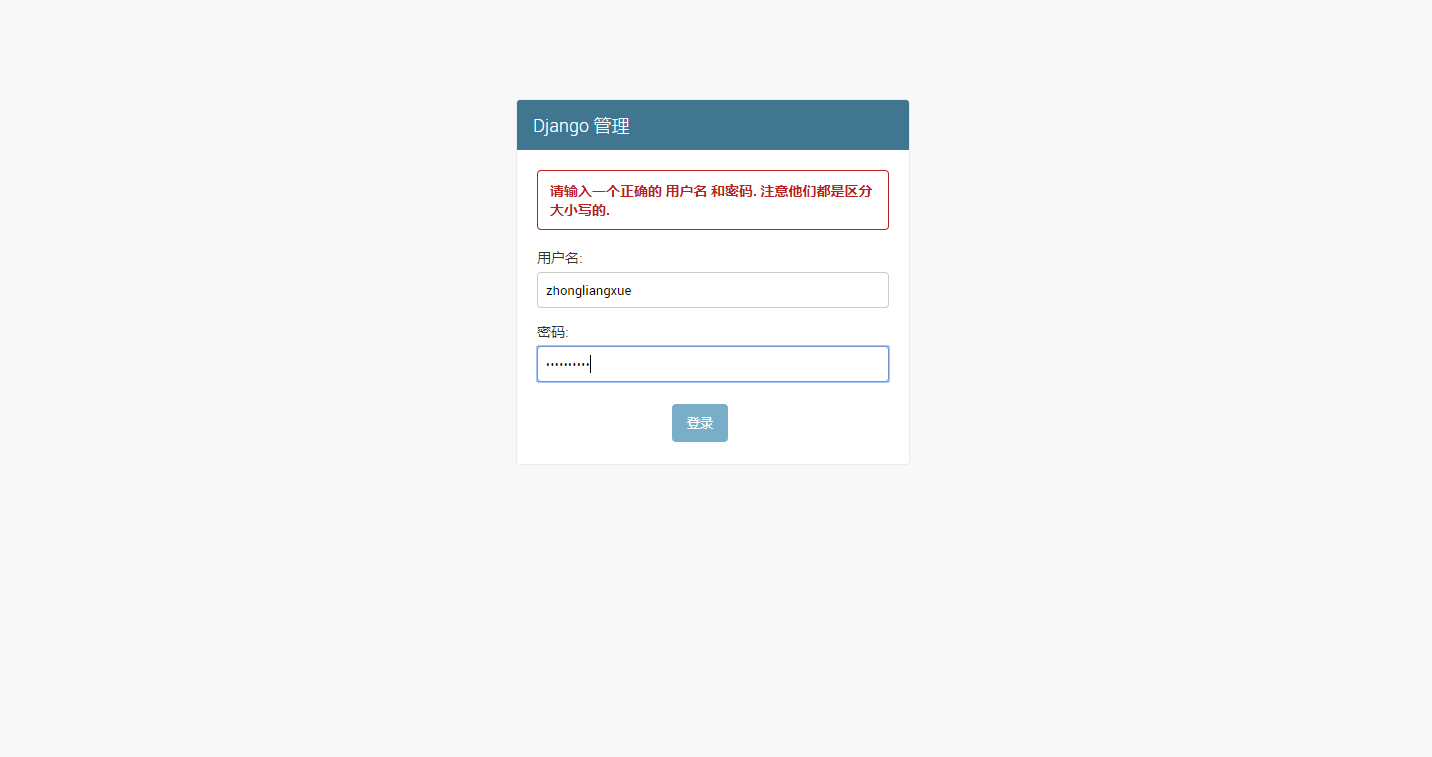 Django 管理
请输入一个正确的 用户名 和密码. 注意他们都是区分
大小写的.
用户名:
zhongliangxue
密码:
••••••••••
登录